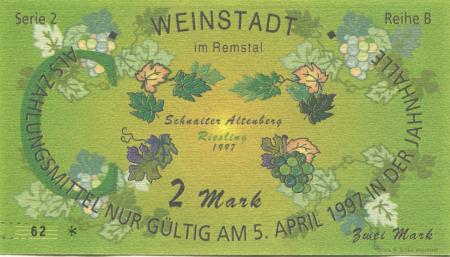 Serie 2
WEINSTADT
Reihe B
im Remstal
ALS ZAHLUNGSMITTEL NUR GÜLTIG AM 5. APRIL 1997 IN DER JAHNHALLE
Schnaiter Altenberg
Riesling
1997
2 Mark
62 *
Zwei Mark